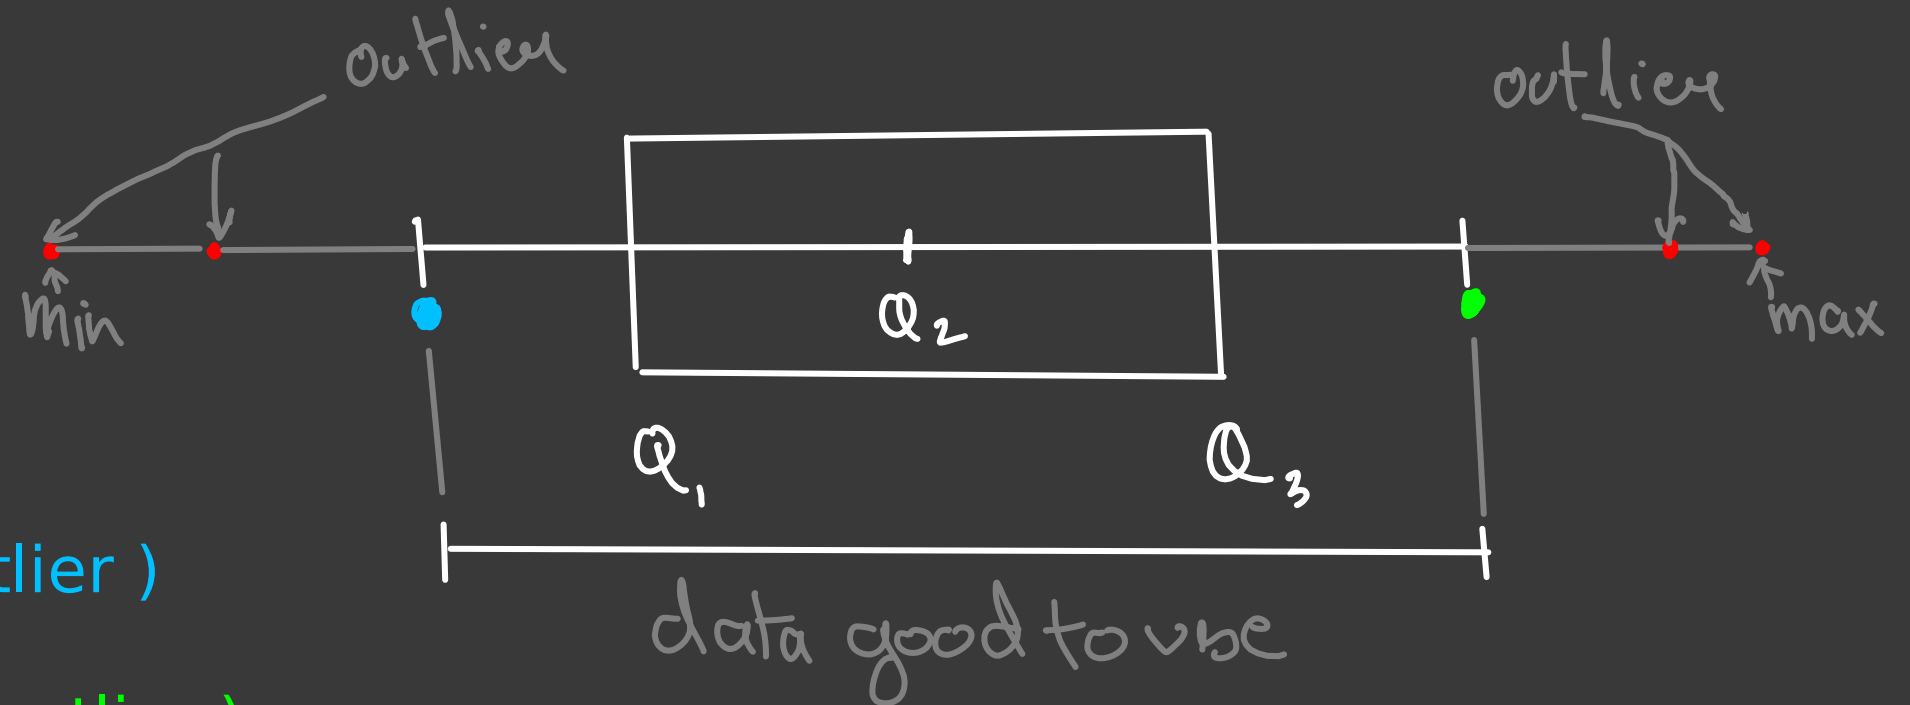 outlier
outlier
min
max
Q2
Q1
Q3
tlier )
data good to use